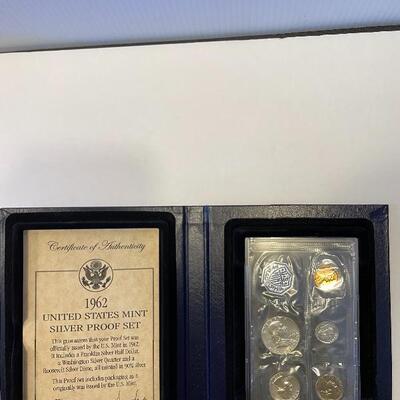 Certificate of Authenticity
1962
UNITED STATES MINT
SILVER PROOF SET
This guarantees that your Proof Set was
officially issued by the U.S. Mint in 1962.
It includes a Franklin Silver Half Dollar,
a Washington Silver Quarter and a
Roosevelt Silver Dime, all minted in 90% silver
This Proof Set includes packaging as it
originally was issued by the U.S. Mint.